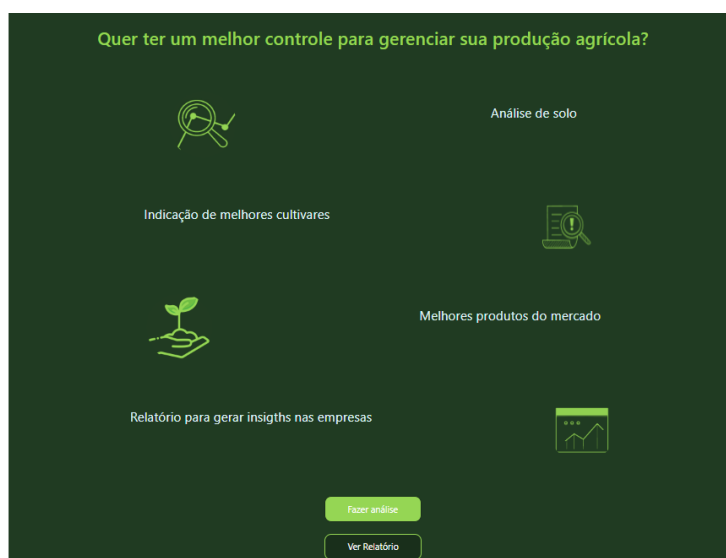 Quer ter um melhor controle para gerenciar sua produção agrícola?
Análise de solo
Indicação de melhores cultivares
Melhores produtos do mercado
Relatório para gerar insigths nas empresas
Fazer análise
Ver Relatório